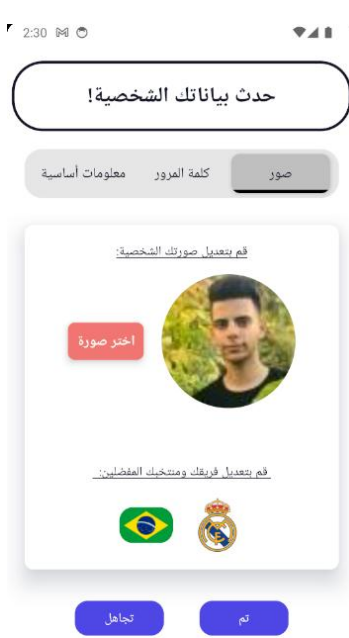 2:30
حدث بياناتك الشخصية!
صور
كلمة المرور
معلومات أساسية
قم بتعديل صورتك الشخصية:
اختر صورة
قم بتعديل فريقك ومنتخبك المفضلين:
تم
تجاهل